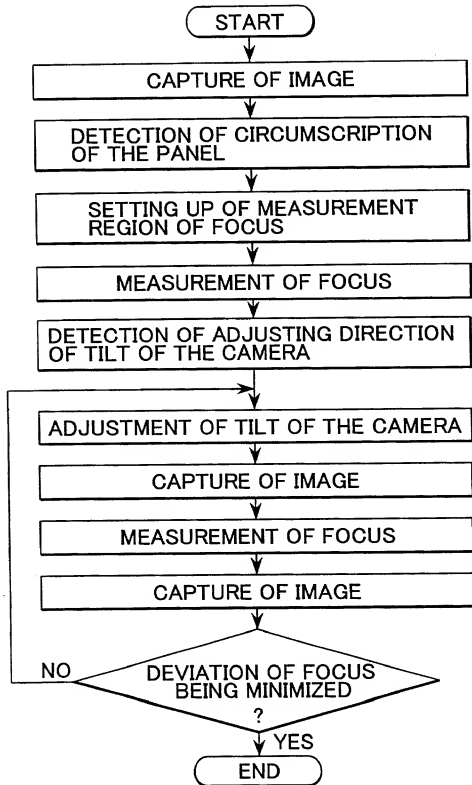 START
CAPTURE OF IMAGE
DETECTION OF CIRCUMSCRIPTION
OF THE PANEL
SETTING UP OF MEASUREMENT
REGION OF FOCUS
MEASUREMENT OF FOCUS
DETECTION OF ADJUSTING DIRECTION
OF TILT OF THE CAMERA
ADJUSTMENT OF TILT OF THE CAMERA
CAPTURE OF IMAGE
MEASUREMENT OF FOCUS
CAPTURE OF IMAGE
NO
DEVIATION OF FOCUS
BEING MINIMIZED
?
YES
END